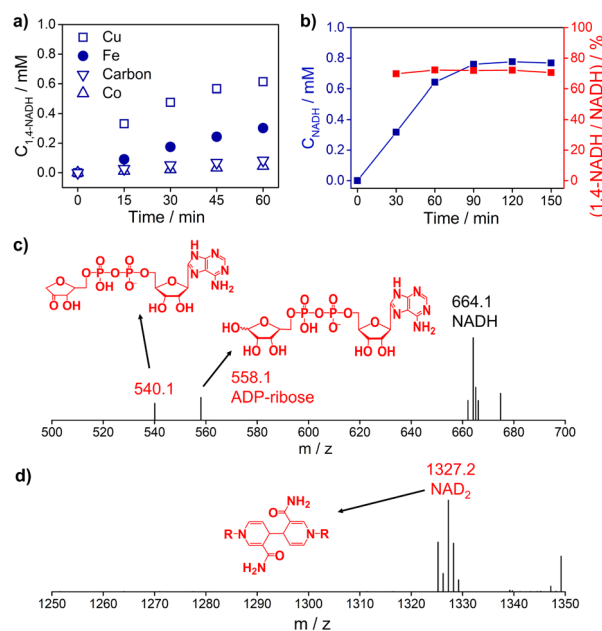 a)
C1,4-NADH / mM
1.0
0.8
0.6
0.4
0.2
0.0
Cu
Fe
Carbon
Co
0 15 30 45 60
Time / min
b)
CNADH / mM
1.0
0.8
0.6
0.4
0.2
0.0
100
80
60
40
20
0
(1,4-NADH / NADH) / %
0 30 60 90 120 150
Time / min
c)
O O
O O-P-O-P-O
OH O-
O OH
OH OH
H
N N
N N
NH2
540.1
O O
HO O O-P-O-P-O O
OH O-
OH OH
OH OH
H
N N
N N
NH2
558.1
ADP-ribose
664.1
NADH
500 520 540 560 580 600 620 640 660 680 700
m / z
d)
NH2
O
R-N N-R
O
H2N
1327.2
NAD2
1250 1260 1270 1280 1290 1300 1310 1320 1330 1340 1350
m / z